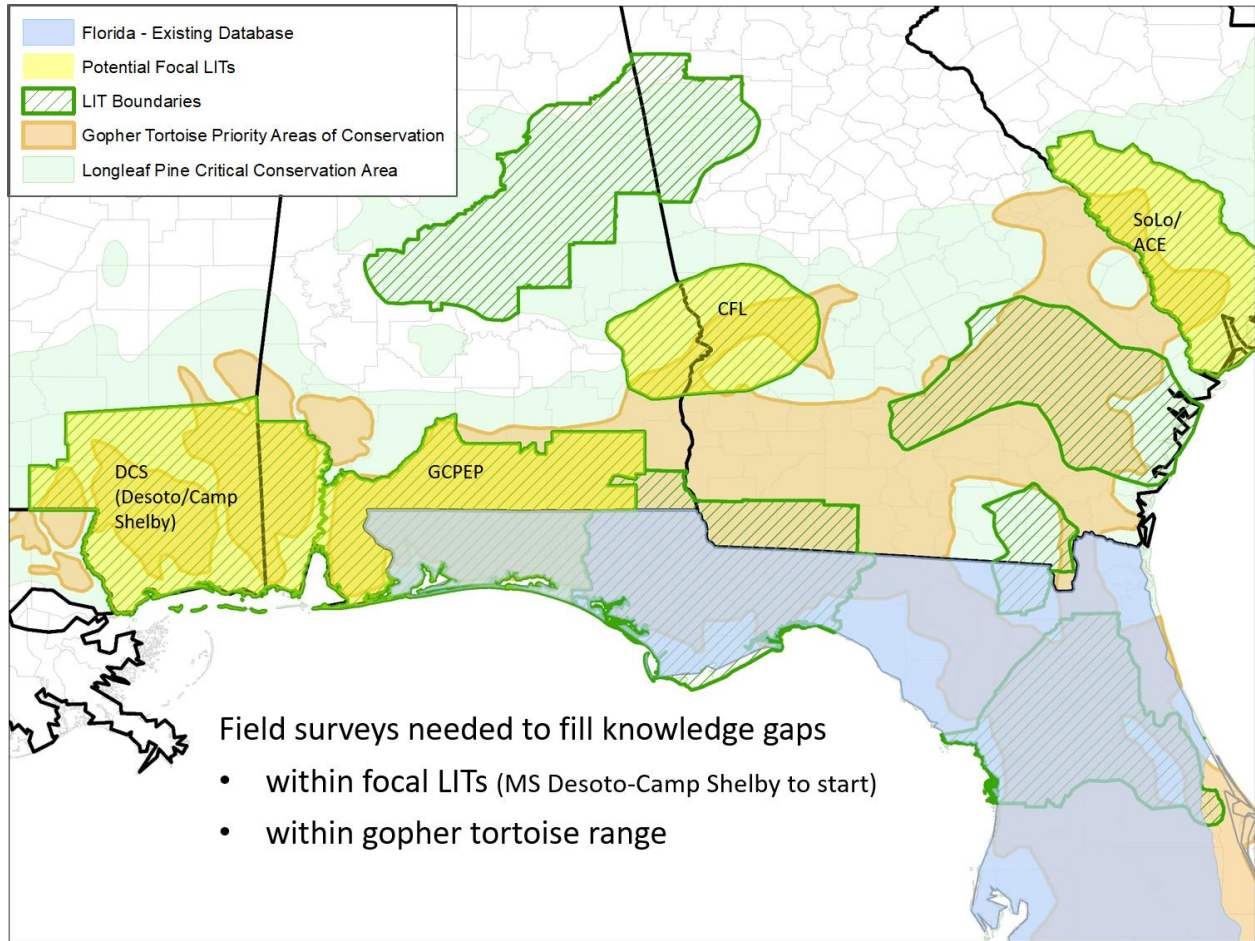 Florida - Existing Database
Potential Focal LITs
LIT Boundaries
Gopher Tortoise Priority Areas of Conservation
Longleaf Pine Critical Conservation Area
SoLo/
ACE
CFL
DCS
(Desoto/Camp
Shelby)
GCPEP
Field surveys needed to fill knowledge gaps
• within focal LITs (MS Desoto-Camp Shelby to start)
• within gopher tortoise range